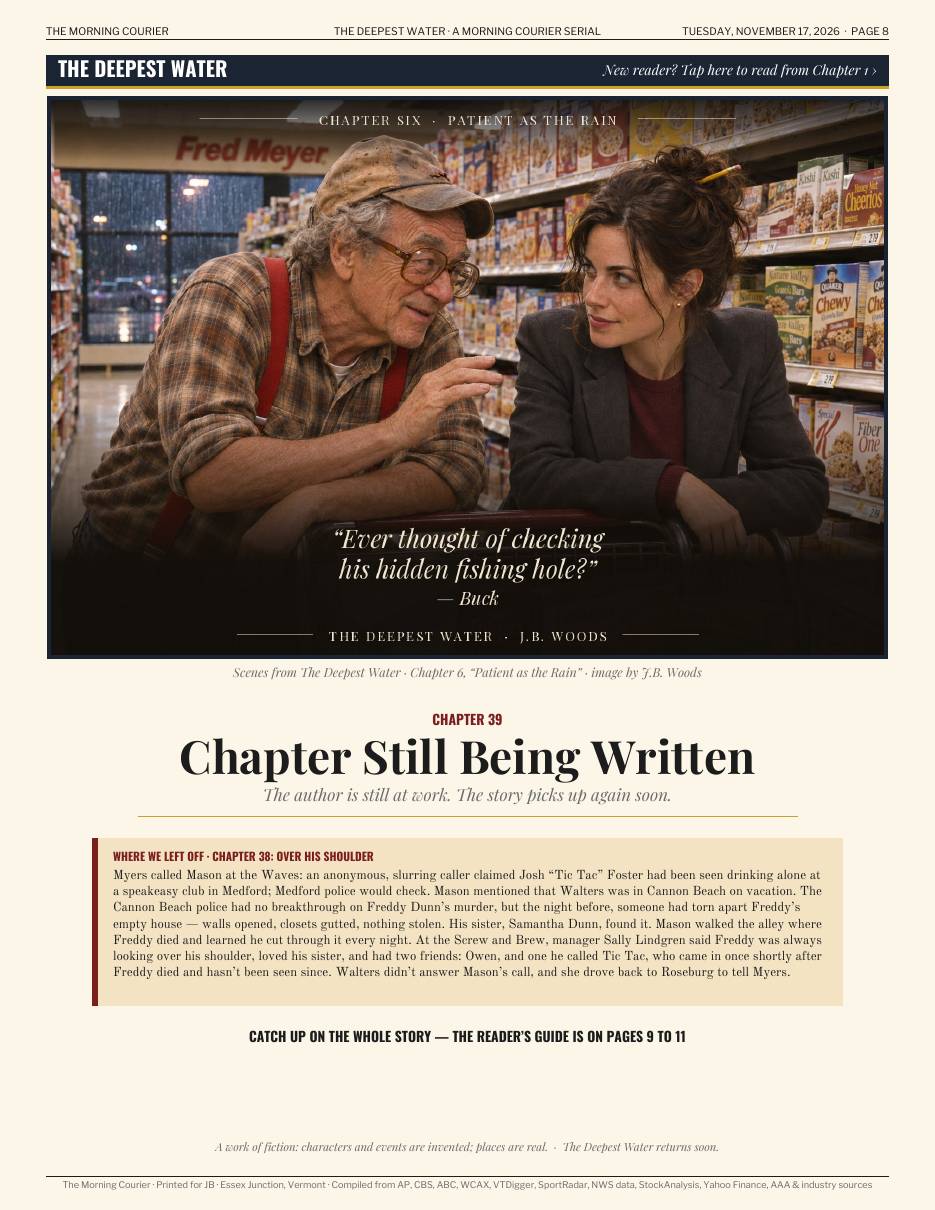 THE MORNING COURIER
THE DEEPEST WATER · A MORNING COURIER SERIAL
TUESDAY, NOVEMBER 17, 2026 · PAGE 8
THE DEEPEST WATER
New reader? Tap here to read from Chapter 1 ›
CHAPTER SIX · PATIENT AS THE RAIN
Fred Meyer
Kashi
Kashi
Honey Nut
Cheerios
Nature Valley
Granola Bars
Nature Valley
QUAKER
Chewy
Special K
Fiber One
“Ever thought of checking
his hidden fishing hole?”
— Buck
THE DEEPEST WATER · J.B. WOODS
Scenes from The Deepest Water · Chapter 6, “Patient as the Rain” · image by J.B. Woods
CHAPTER 39
Chapter Still Being Written
The author is still at work. The story picks up again soon.
WHERE WE LEFT OFF · CHAPTER 38: OVER HIS SHOULDER
Myers called Mason at the Waves: an anonymous, slurring caller claimed Josh “Tic Tac” Foster had been seen drinking alone at
a speakeasy club in Medford; Medford police would check. Mason mentioned that Walters was in Cannon Beach on vacation. The
Cannon Beach police had no breakthrough on Freddy Dunn’s murder, but the night before, someone had torn apart Freddy’s
empty house — walls opened, closets gutted, nothing stolen. His sister, Samantha Dunn, found it. Mason walked the alley where
Freddy died and learned he cut through it every night. At the Screw and Brew, manager Sally Lindgren said Freddy was always
looking over his shoulder, loved his sister, and had two friends: Owen, and one he called Tic Tac, who came in once shortly after
Freddy died and hasn’t been seen since. Walters didn’t answer Mason’s call, and she drove back to Roseburg to tell Myers.
CATCH UP ON THE WHOLE STORY — THE READER’S GUIDE IS ON PAGES 9 TO 11
A work of fiction: characters and events are invented; places are real. · The Deepest Water returns soon.
The Morning Courier · Printed for JB · Essex Junction, Vermont · Compiled from AP, CBS, ABC, WCAX, VTDigger, SportRadar, NWS data, StockAnalysis, Yahoo Finance, AAA & industry sources